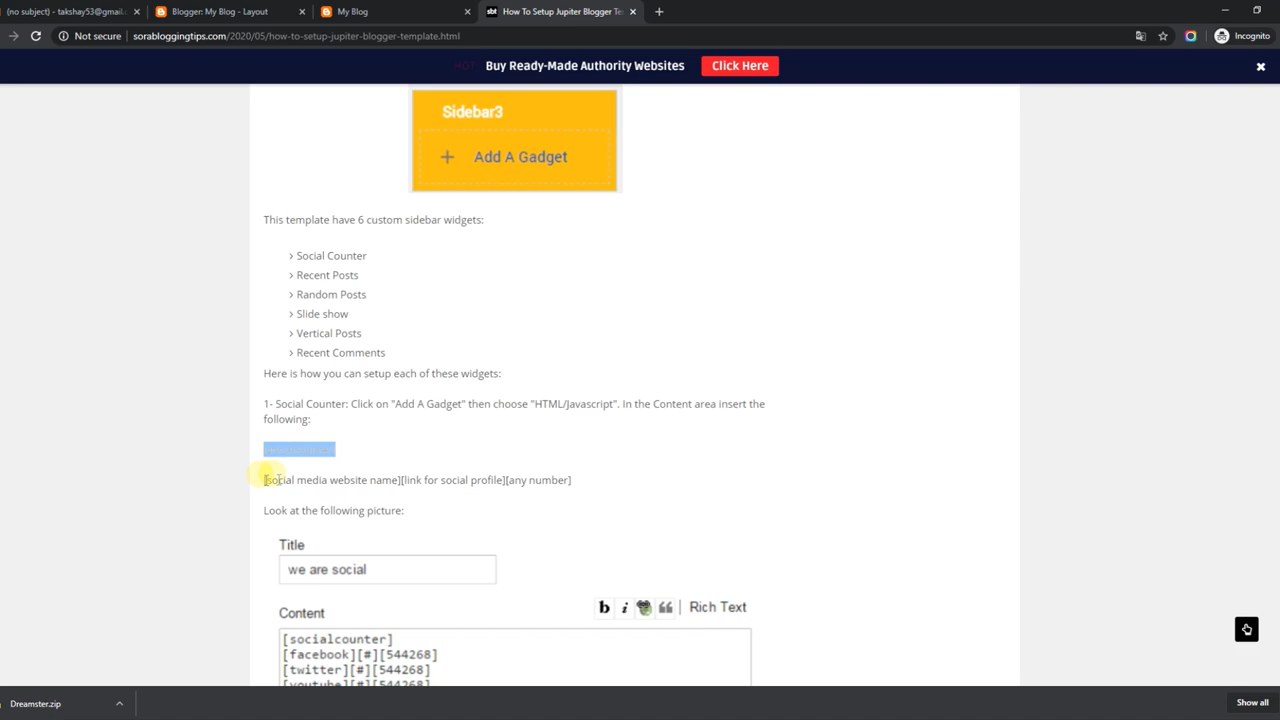 (no subject) - takshay53@gmail.
Blogger: My Blog - Layout
My Blog
sbt
How To Setup Jupiter Blogger Te
Not secure
sorabloggingtips.com/2020/05/how-to-setup-jupiter-blogger-template.html
Incognito
HOT
Buy Ready-Made Authority Websites
Click Here
Sidebar3
+ Add A Gadget
This template have 6 custom sidebar widgets:
Social Counter
Recent Posts
Random Posts
Slide show
Vertical Posts
Recent Comments
Here is how you can setup each of these widgets:
1- Social Counter: Click on "Add A Gadget" then choose "HTML/Javascript". In the Content area insert the
following:
[social media website name][link for social profile][any number]
Look at the following picture:
Title
we are social
Content
b i
Rich Text
[socialcounter]
[facebook][#][544268]
[twitter][#][544268]
[youtube][#][544268]
Dreamster.zip
Show all